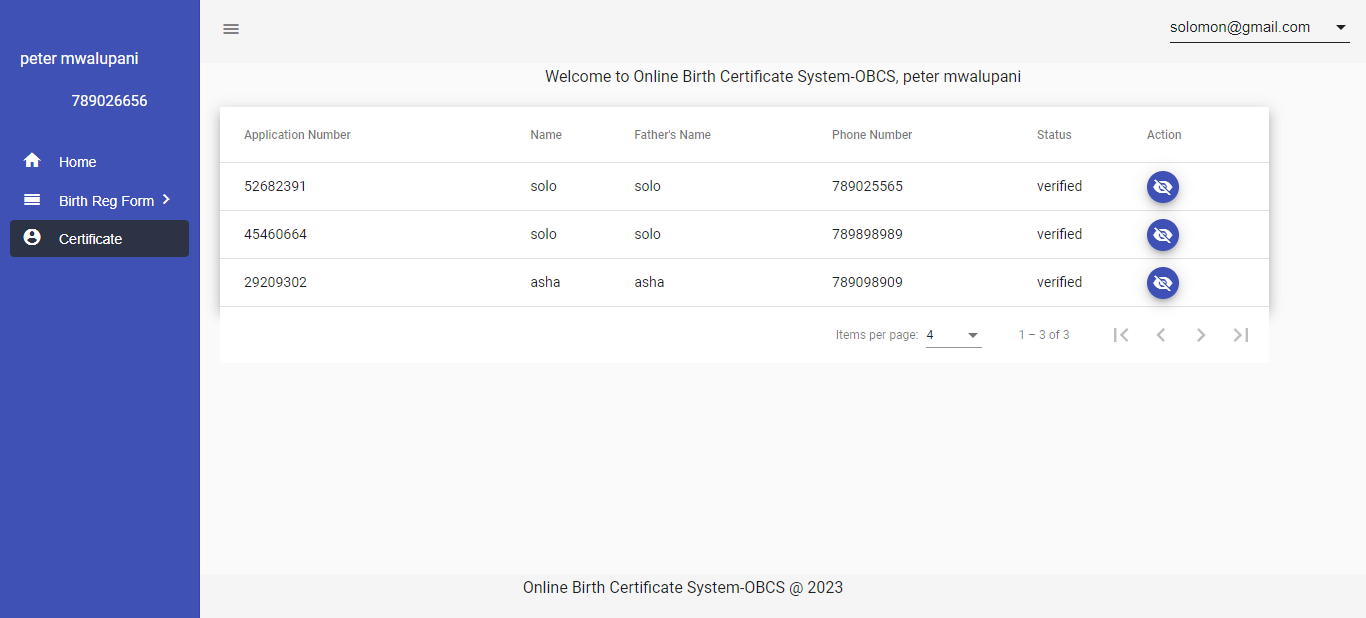 peter mwalupani
789026656
Home
Birth Reg Form
Certificate
solomon@gmail.com
Welcome to Online Birth Certificate System-OBCS, peter mwalupani
Application Number Name Father's Name Phone Number Status Action
52682391 solo solo 789025565 verified
45460664 solo solo 789898989 verified
29209302 asha asha 789098909 verified
Items per page: 4 1 – 3 of 3
Online Birth Certificate System-OBCS @ 2023